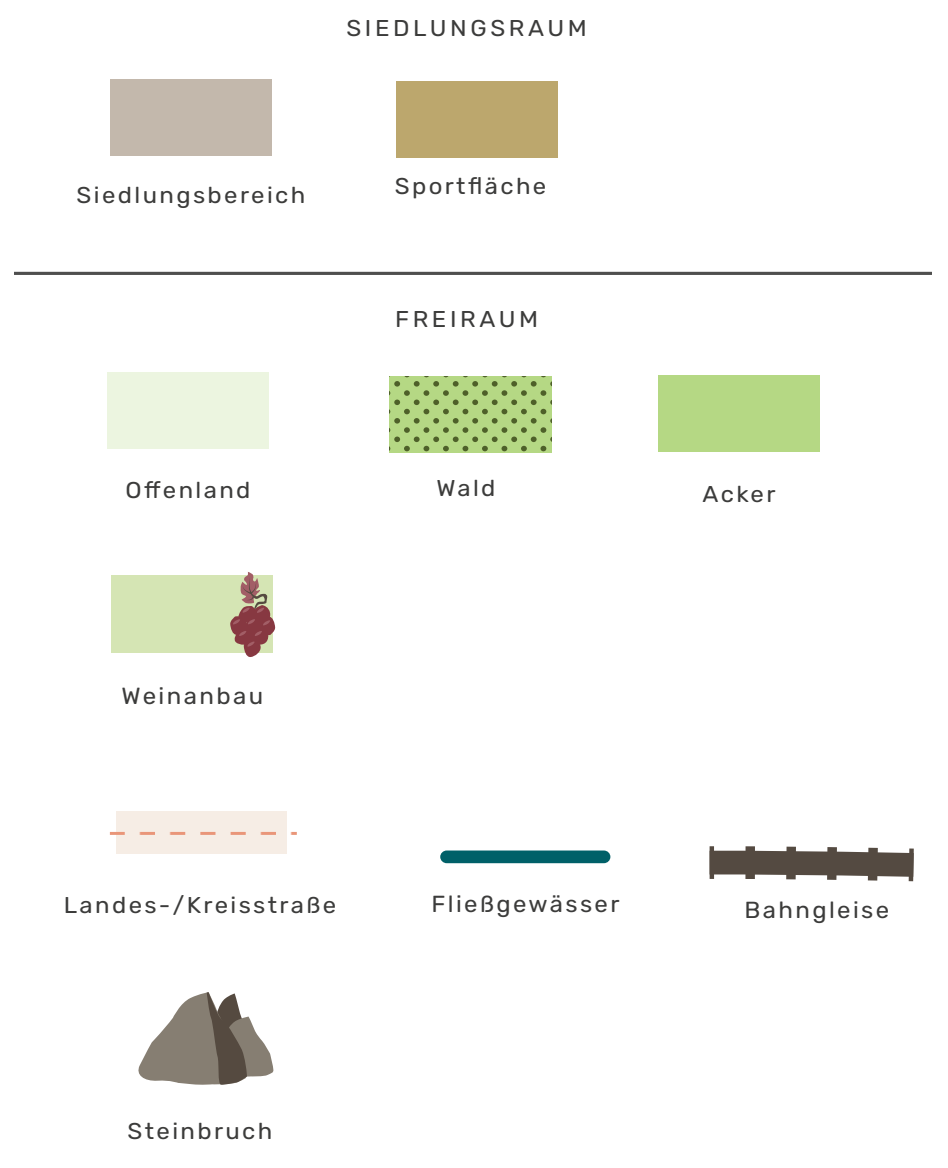 SIEDLUNGSRAUM
Siedlungsbereich
Sportfläche
FREIRAUM
Offenland
Wald
Acker
Weinanbau
Landes-/Kreisstraße
Fließgewässer
Bahngleise
Steinbruch